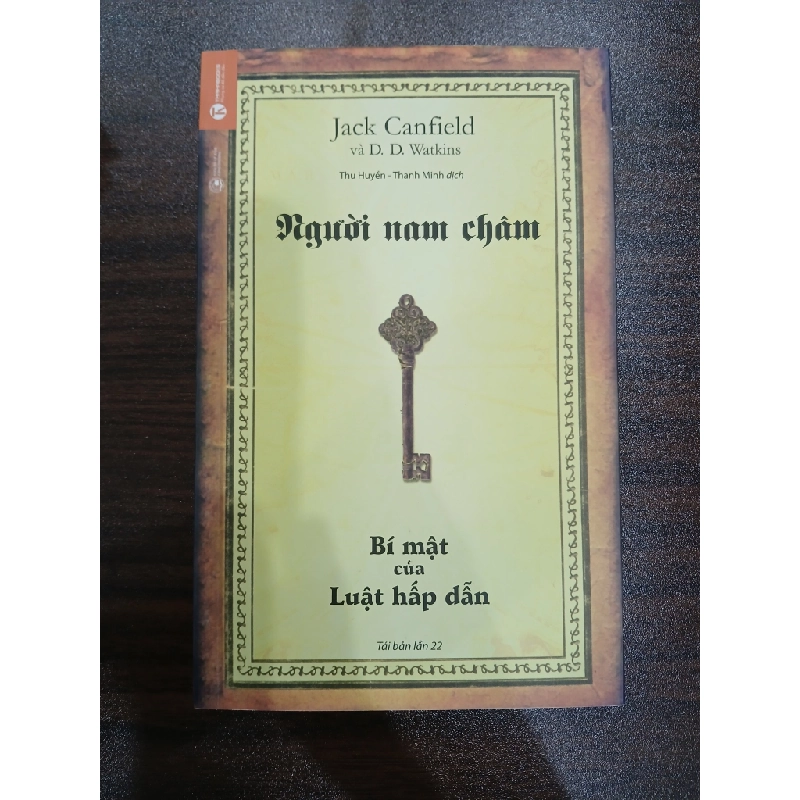 Jack Canfield
và D. D. Watkins
Thu Huyền - Thanh Minh dịch
Người nam châm
Bí mật
của
Luật hấp dẫn
Tái bản lần 22